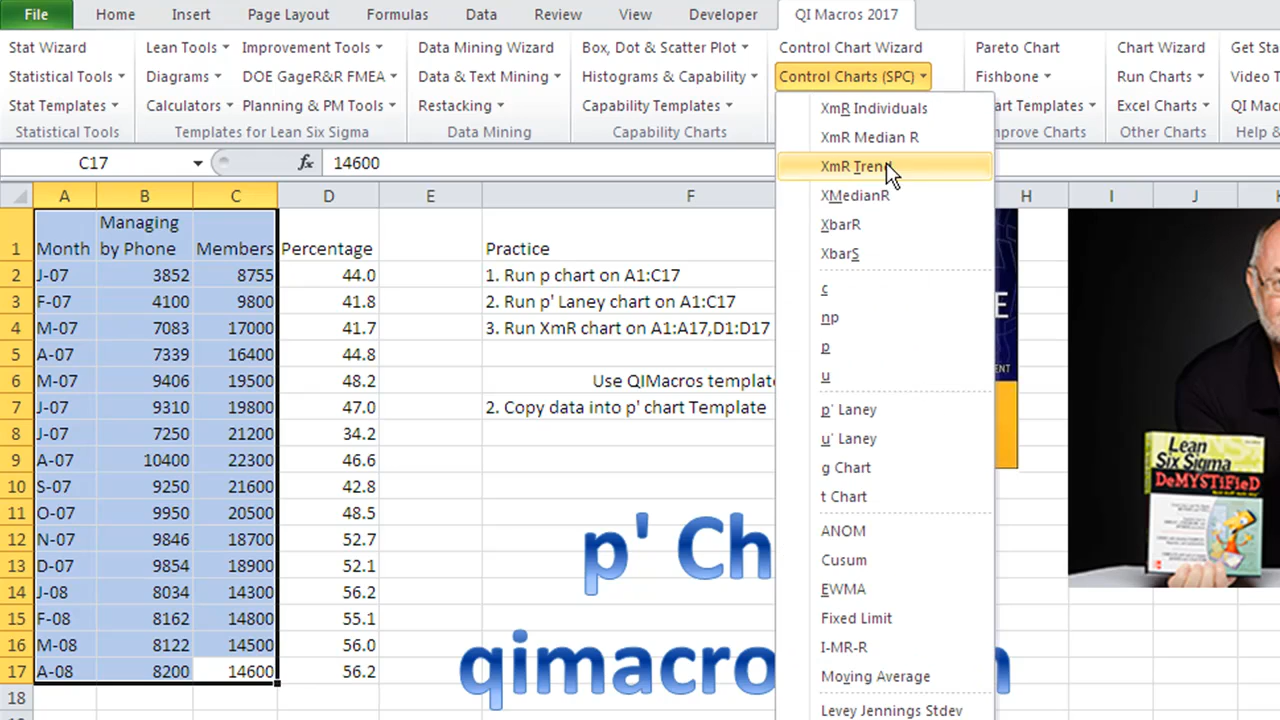 File Home Insert Page Layout Formulas Data Review View Developer QI Macros 2017
Stat Wizard Lean Tools Improvement Tools Data Mining Wizard Box, Dot & Scatter Plot Control Chart Wizard Pareto Chart Chart Wizard Get Sta
Statistical Tools Diagrams DOE GageR&R FMEA Data & Text Mining Histograms & Capability Control Charts (SPC) Fishbone Run Charts Video T
Stat Templates Calculators Planning & PM Tools Restacking Capability Templates art Templates Excel Charts QI Mac
Statistical Tools Templates for Lean Six Sigma Data Mining Capability Charts prove Charts Other Charts Help &
XmR Individuals
XmR Median R
XmR Trend
XMedianR
XbarR
XbarS
c
np
p
u
p' Laney
u' Laney
g Chart
t Chart
ANOM
Cusum
EWMA
Fixed Limit
I-MR-R
Moving Average
Levey Jennings Stdev
C17 fx 14600
A B C D E F H I J
1 Month Managing by Phone Members Percentage Practice
2 J-07 3852 8755 44.0 1. Run p chart on A1:C17
3 F-07 4100 9800 41.8 2. Run p' Laney chart on A1:C17
4 M-07 7083 17000 41.7 3. Run XmR chart on A1:A17,D1:D17
5 A-07 7339 16400 44.8
6 M-07 9406 19500 48.2 Use QIMacros templat
7 J-07 9310 19800 47.0 2. Copy data into p' chart Template
8 J-07 7250 21200 34.2
9 A-07 10400 22300 46.6
10 S-07 9250 21600 42.8
11 O-07 9950 20500 48.5
12 N-07 9846 18700 52.7
13 D-07 9854 18900 52.1
14 J-08 8034 14300 56.2
15 F-08 8162 14800 55.1
16 M-08 8122 14500 56.0
17 A-08 8200 14600 56.2
18
p' Ch
qimacro
Lean
Six Sigma
DeMYSTiFieD